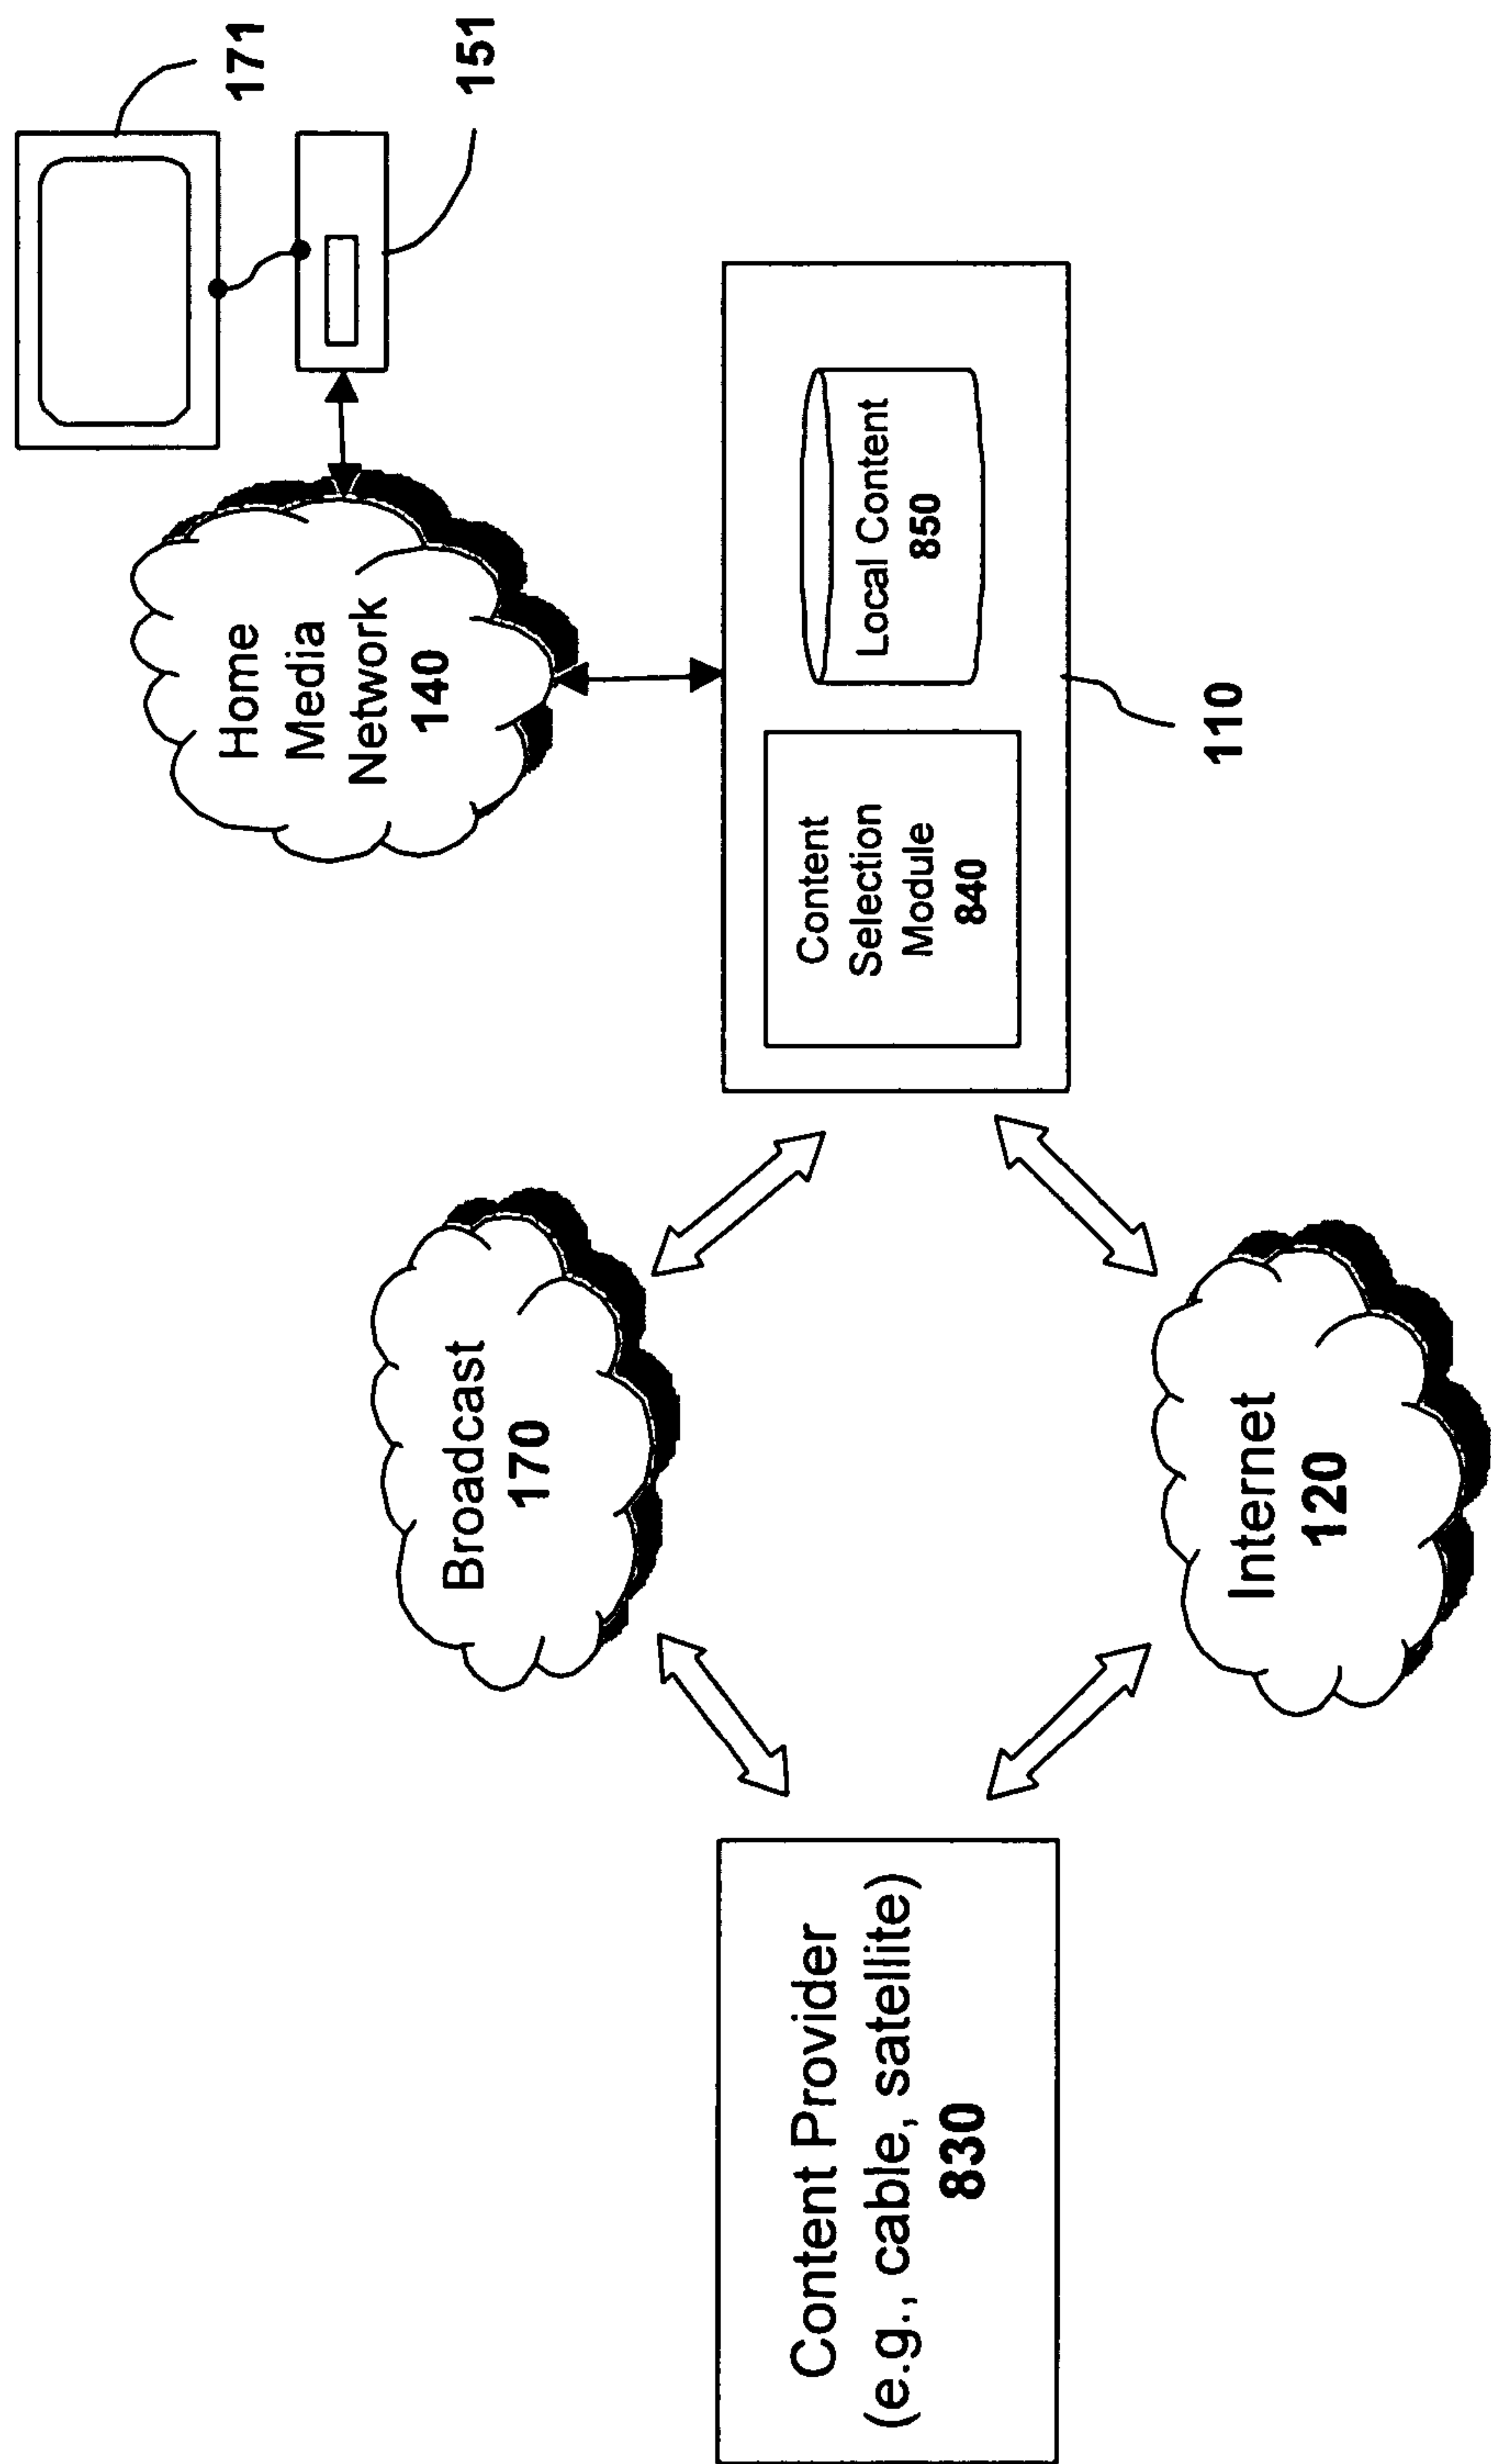 Content Provider
(e.g., cable, satellite)
830
Broadcast
170
Internet
120
Content
Selection
Module
840
Local Content
850
110
Home
Media
Network
140
171
151